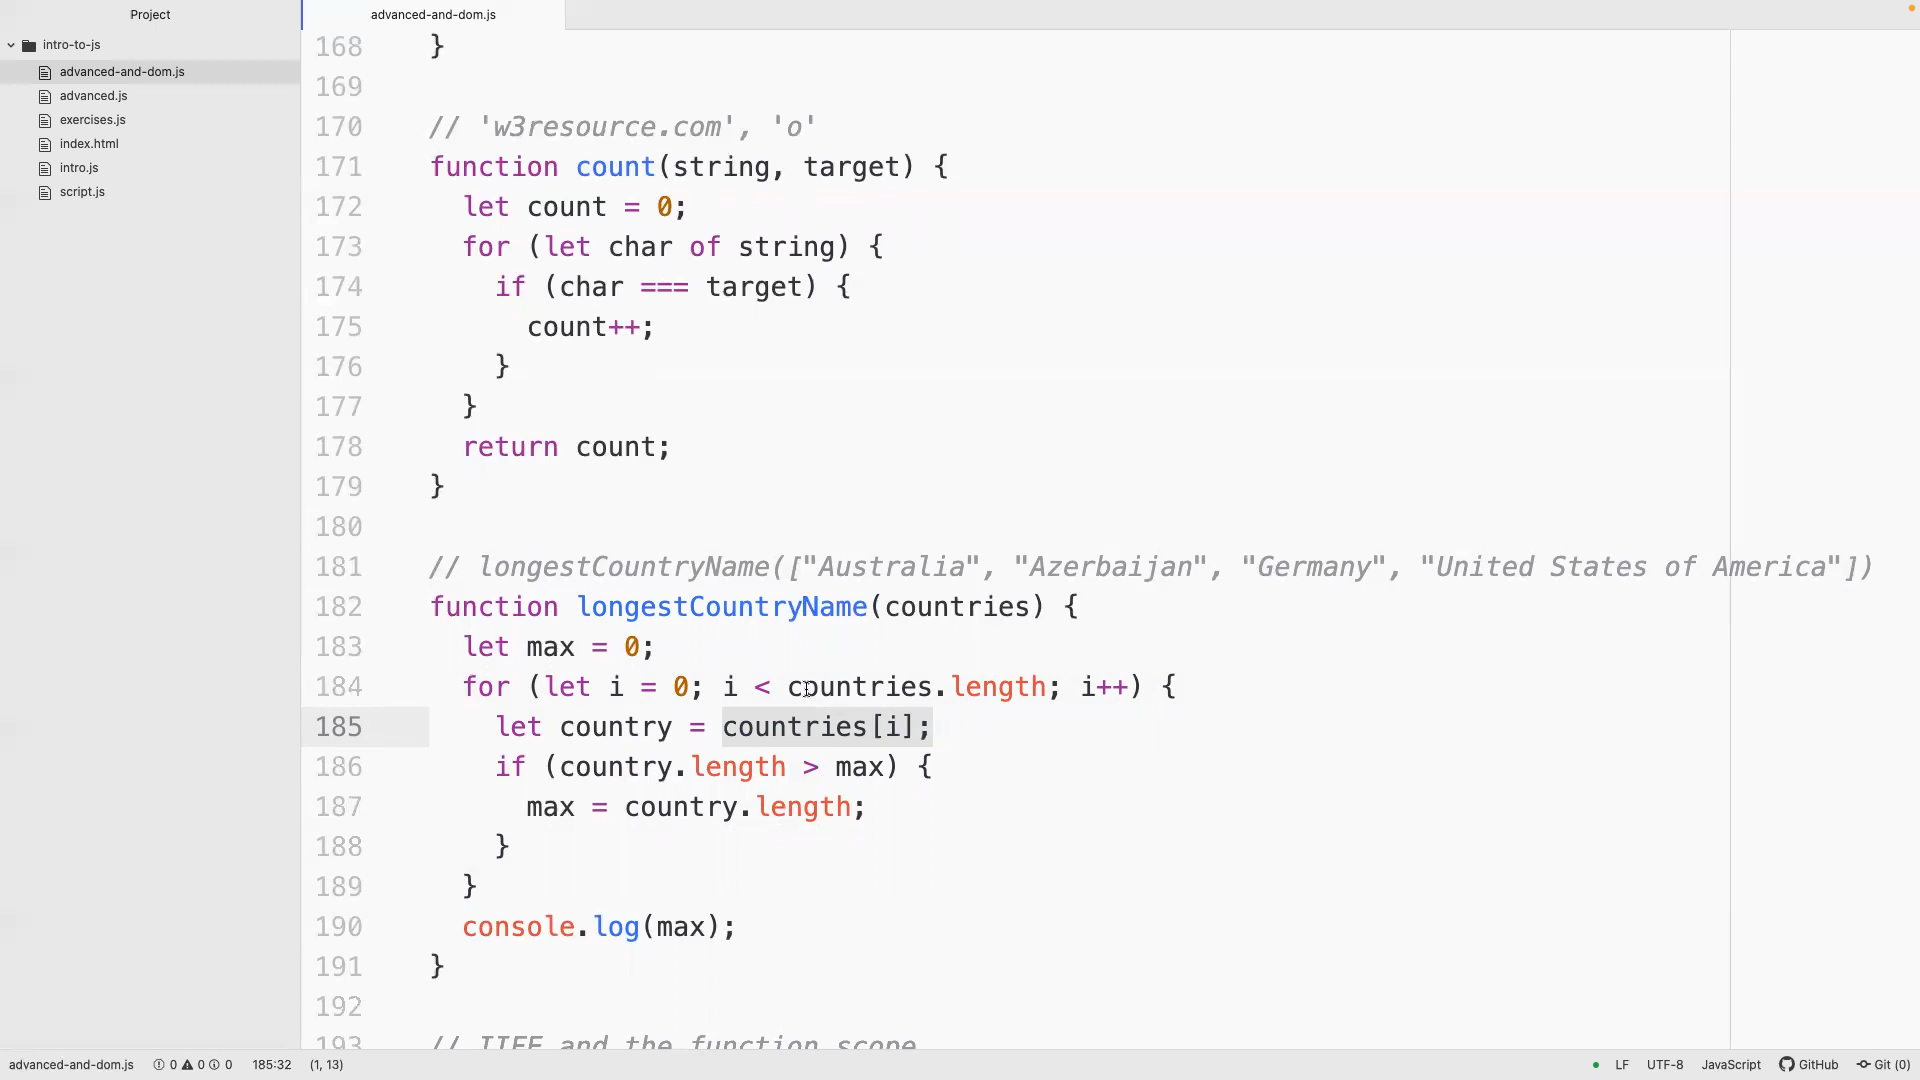 Project
advanced-and-dom.js
intro-to-js
advanced-and-dom.js
advanced.js
exercises.js
index.html
intro.js
script.js
168 }
169
170 // 'w3resource.com', 'o'
171 function count(string, target) {
172 let count = 0;
173 for (let char of string) {
174 if (char === target) {
175 count++;
176 }
177 }
178 return count;
179 }
180
181 // longestCountryName(["Australia", "Azerbaijan", "Germany", "United States of America"])
182 function longestCountryName(countries) {
183 let max = 0;
184 for (let i = 0; i < countries.length; i++) {
185 let country = countries[i];
186 if (country.length > max) {
187 max = country.length;
188 }
189 }
190 console.log(max);
191 }
192
193 // IIFE and the function scope
advanced-and-dom.js 0 0 0 185:32 (1, 13) LF UTF-8 JavaScript GitHub Git (0)